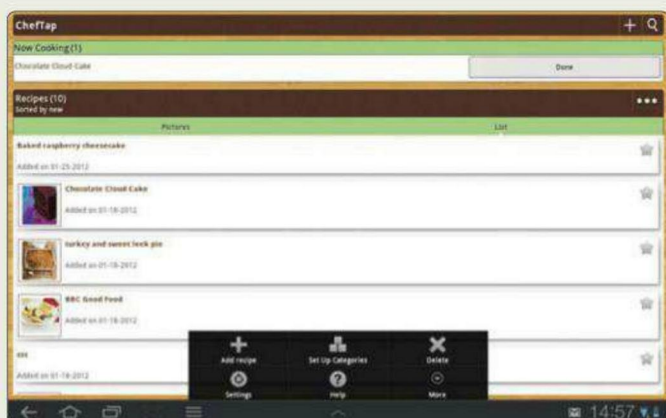 ChefTap
Now Cooking (1)
Chocolate Cloud Cake
Done
Recipes (10)
Sorted by new
Pictures
List
Baked raspberry cheesecake
Added on 01-25-2012
Chocolate Cloud Cake
Added on 01-18-2012
turkey and sweet leek pie
Added on 01-18-2012
BBC Good Food
Added on 01-18-2012
Added on 01-18-2012
Add recipe
Set Up Categories
Delete
Settings
Help
More
14:57